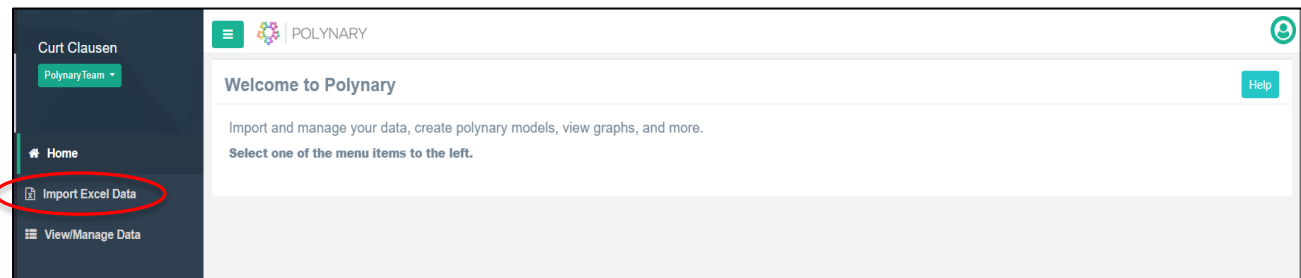 Curt Clausen
PolynaryTeam
Home
Import Excel Data
View/Manage Data
POLYNARY
Welcome to Polynary
Help
Import and manage your data, create polynary models, view graphs, and more.
Select one of the menu items to the left.